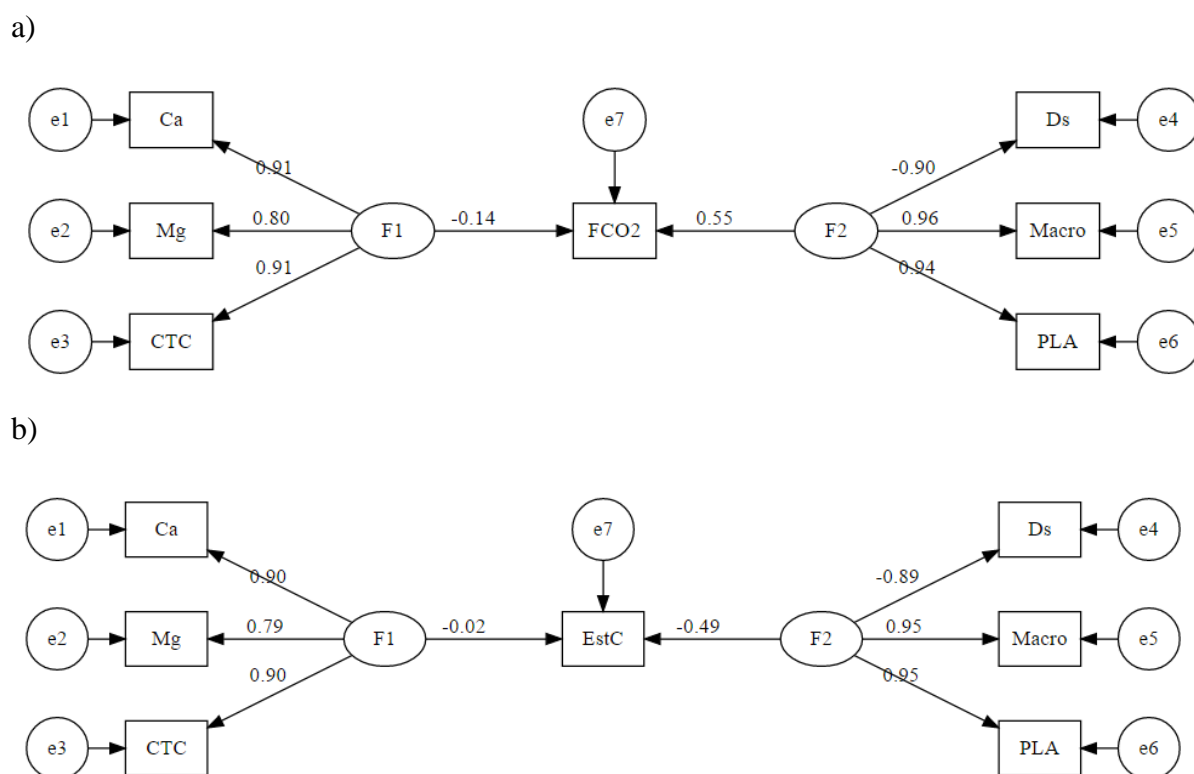 a)
e1 Ca e7 Ds e4
0.91 -0.90
e2 Mg 0.80 F1 -0.14 FCO2 0.55 F2 0.96 Macro e5
0.91 0.94
e3 CTC PLA e6
b)
e1 Ca e7 Ds e4
0.90 -0.89
e2 Mg 0.79 F1 -0.02 EstC -0.49 F2 0.95 Macro e5
0.90 0.95
e3 CTC PLA e6